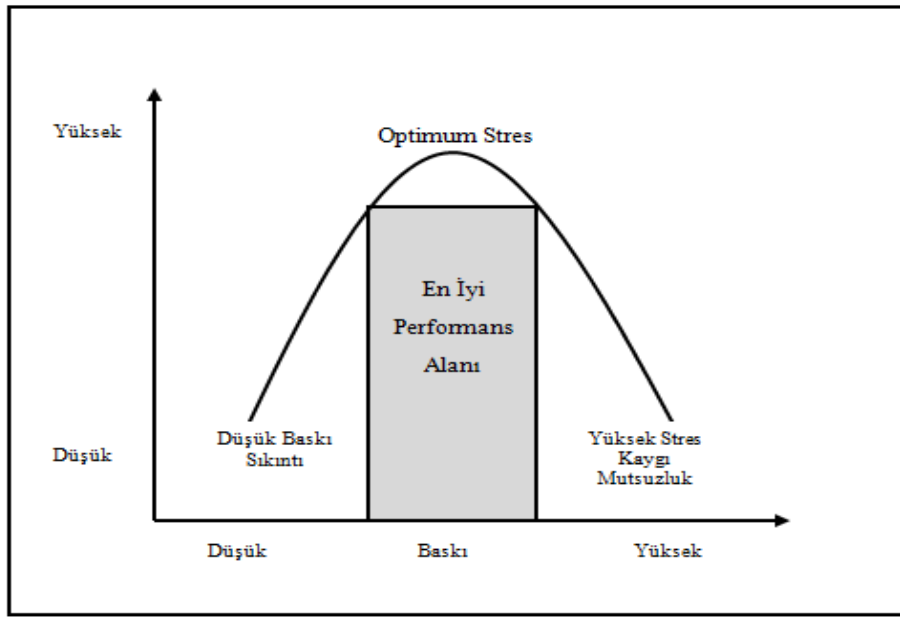 Yüksek
Optimum Stres
En İyi
Performans
Alanı
Düşük Baskı
Sıkıntı
Yüksek Stres
Kaygı
Mutsuzluk
Düşük
Düşük
Baskı
Yüksek